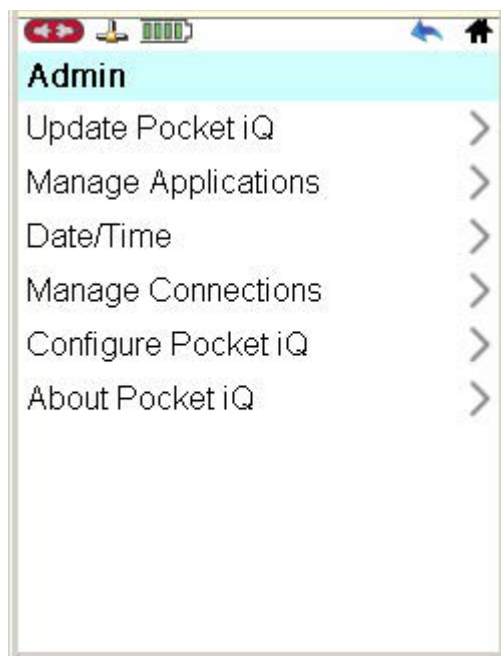 Admin
Update Pocket iQ
Manage Applications
Date/Time
Manage Connections
Configure Pocket iQ
About Pocket iQ